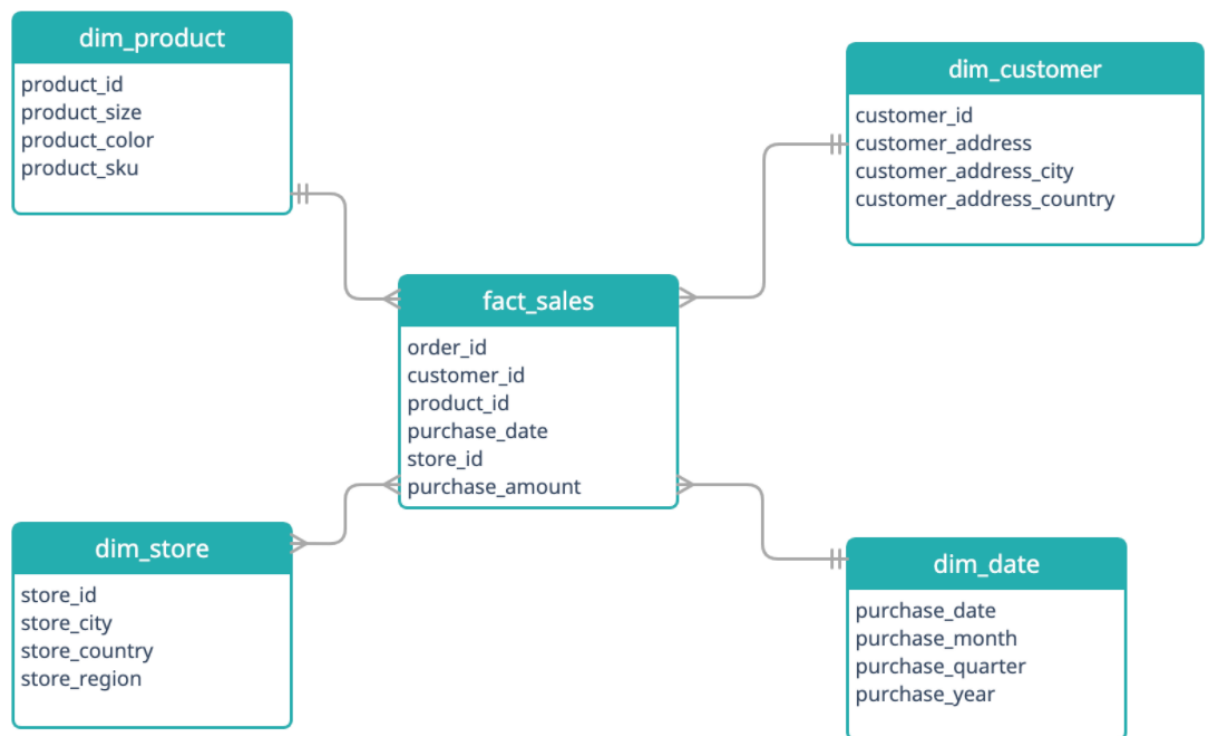 dim_product
product_id
product_size
product_color
product_sku
dim_customer
customer_id
customer_address
customer_address_city
customer_address_country
fact_sales
order_id
customer_id
product_id
purchase_date
store_id
purchase_amount
dim_store
store_id
store_city
store_country
store_region
dim_date
purchase_date
purchase_month
purchase_quarter
purchase_year